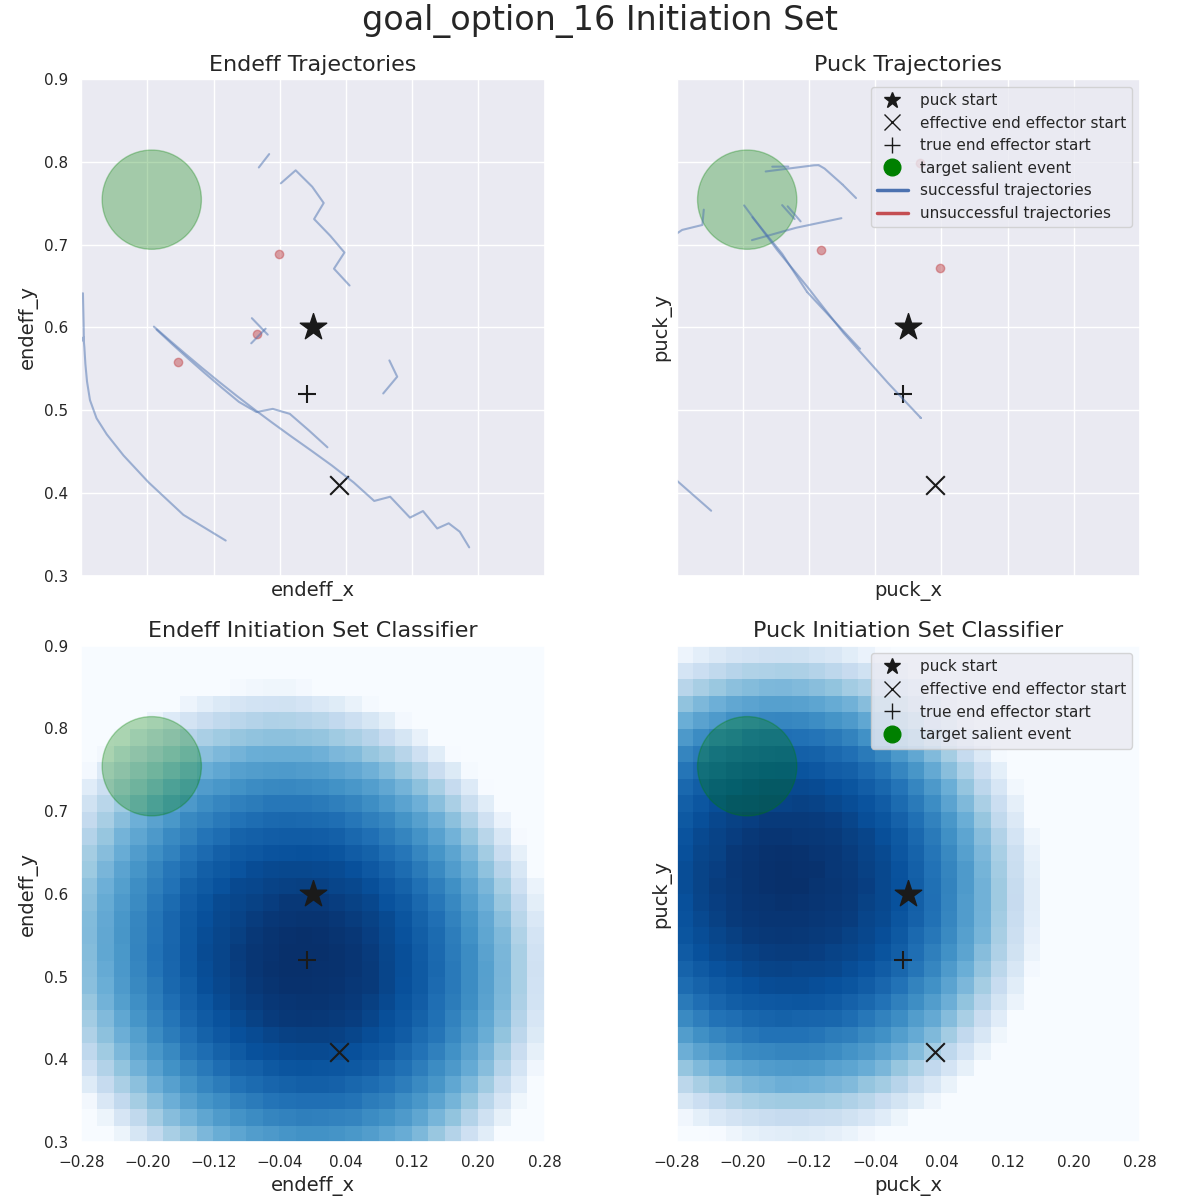 goal_option_16 Initiation Set
Endeff Trajectories
0.9
0.8
0.7
0.6
0.5
0.4
0.3
endeff_y
endeff_x
Puck Trajectories
puck start
effective end effector start
true end effector start
target salient event
successful trajectories
unsuccessful trajectories
puck_y
puck_x
Endeff Initiation Set Classifier
0.9
0.8
0.7
0.6
0.5
0.4
0.3
endeff_y
−0.28 −0.20 −0.12 −0.04 0.04 0.12 0.20 0.28
endeff_x
Puck Initiation Set Classifier
puck start
effective end effector start
true end effector start
target salient event
puck_y
−0.28 −0.20 −0.12 −0.04 0.04 0.12 0.20 0.28
puck_x